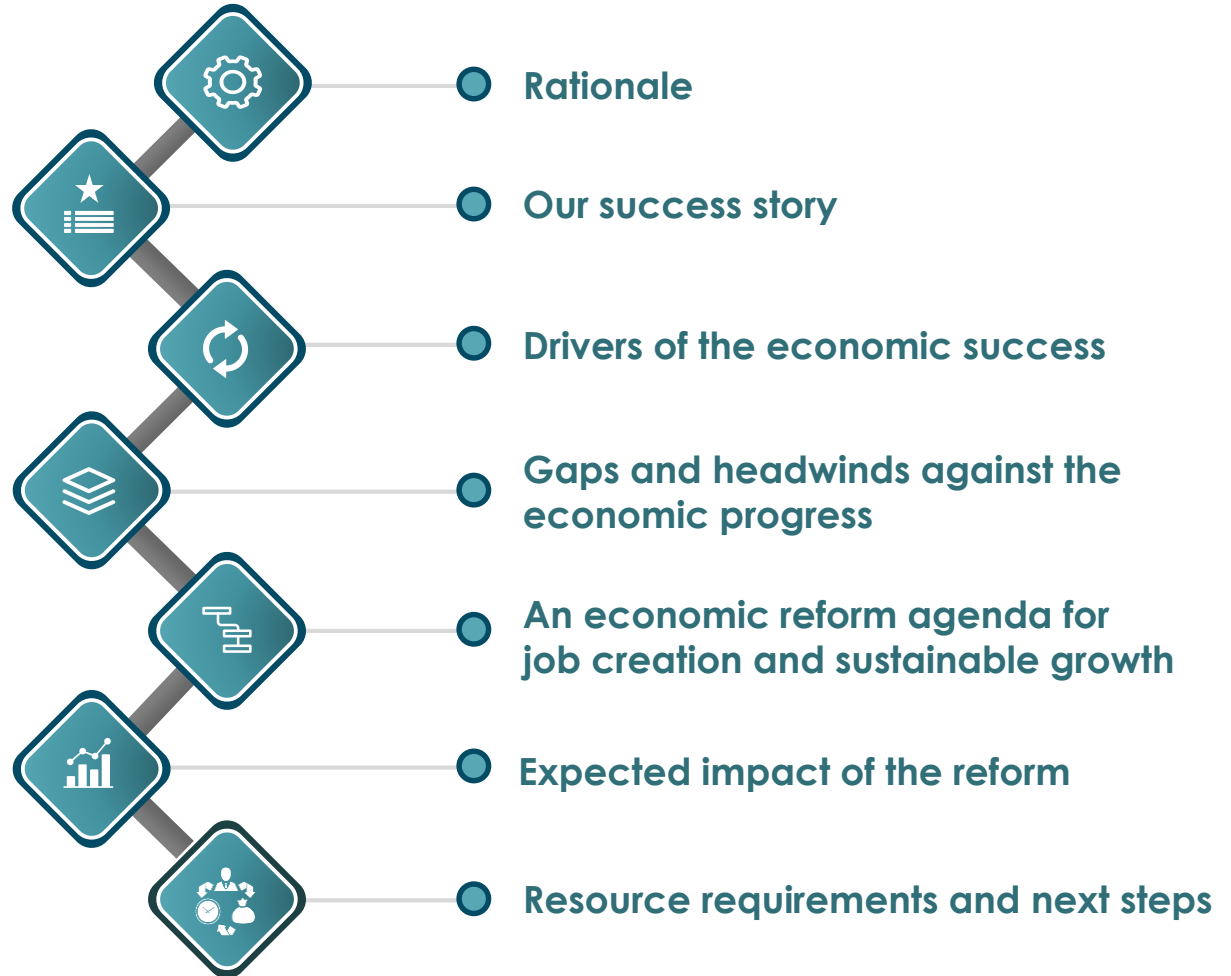 Rationale
Our success story
Drivers of the economic success
Gaps and headwinds against the
economic progress
An economic reform agenda for
job creation and sustainable growth
Expected impact of the reform
Resource requirements and next steps